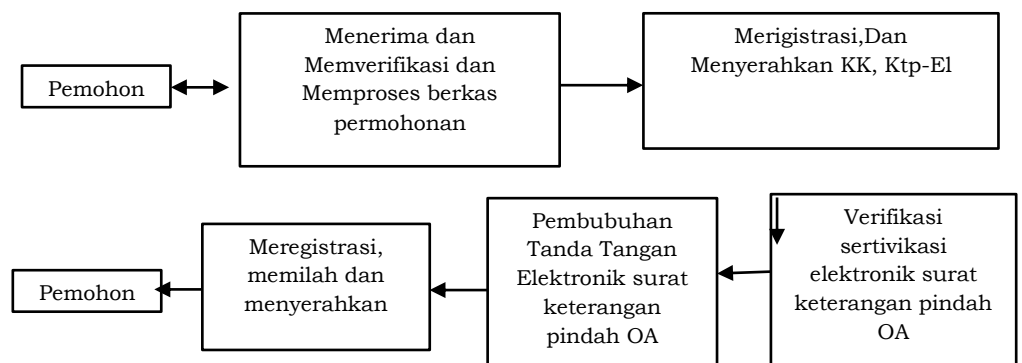 Pemohon
Menerima dan
Memverifikasi dan
Memproses berkas
permohonan
Merigistrasi,Dan
Menyerahkan KK, Ktp-El
Pemohon
Meregistrasi,
memilah dan
menyerahkan
Pembubuhan
Tanda Tangan
Elektronik surat
keterangan
pindah OA
Verifikasi
sertivikasi
elektronik surat
keterangan pindah
OA